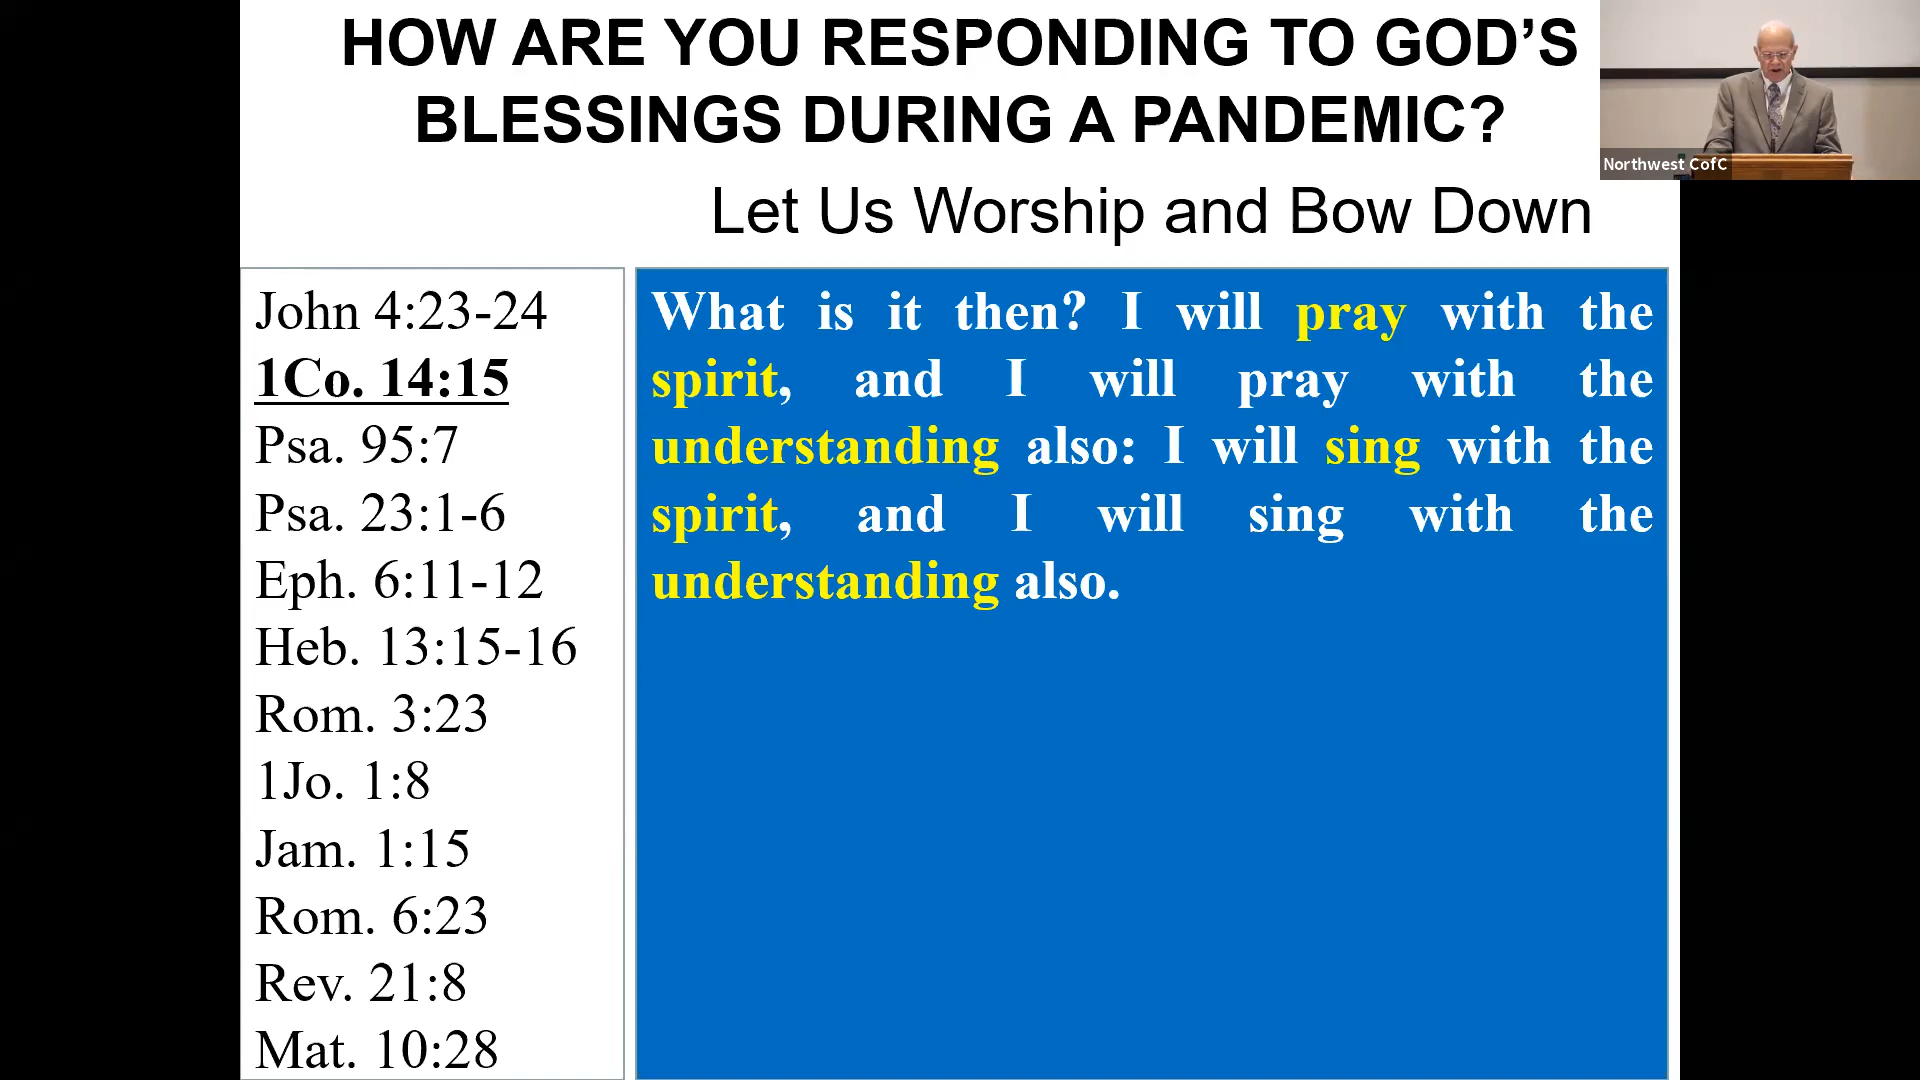 HOW ARE YOU RESPONDING TO GOD’S
BLESSINGS DURING A PANDEMIC?
Northwest CofC
Let Us Worship and Bow Down
John 4:23-24
1Co. 14:15
Psa. 95:7
Psa. 23:1-6
Eph. 6:11-12
Heb. 13:15-16
Rom. 3:23
1Jo. 1:8
Jam. 1:15
Rom. 6:23
Rev. 21:8
Mat. 10:28
What is it then? I will pray with the
spirit, and I will pray with the
understanding also: I will sing with the
spirit, and I will sing with the
understanding also.